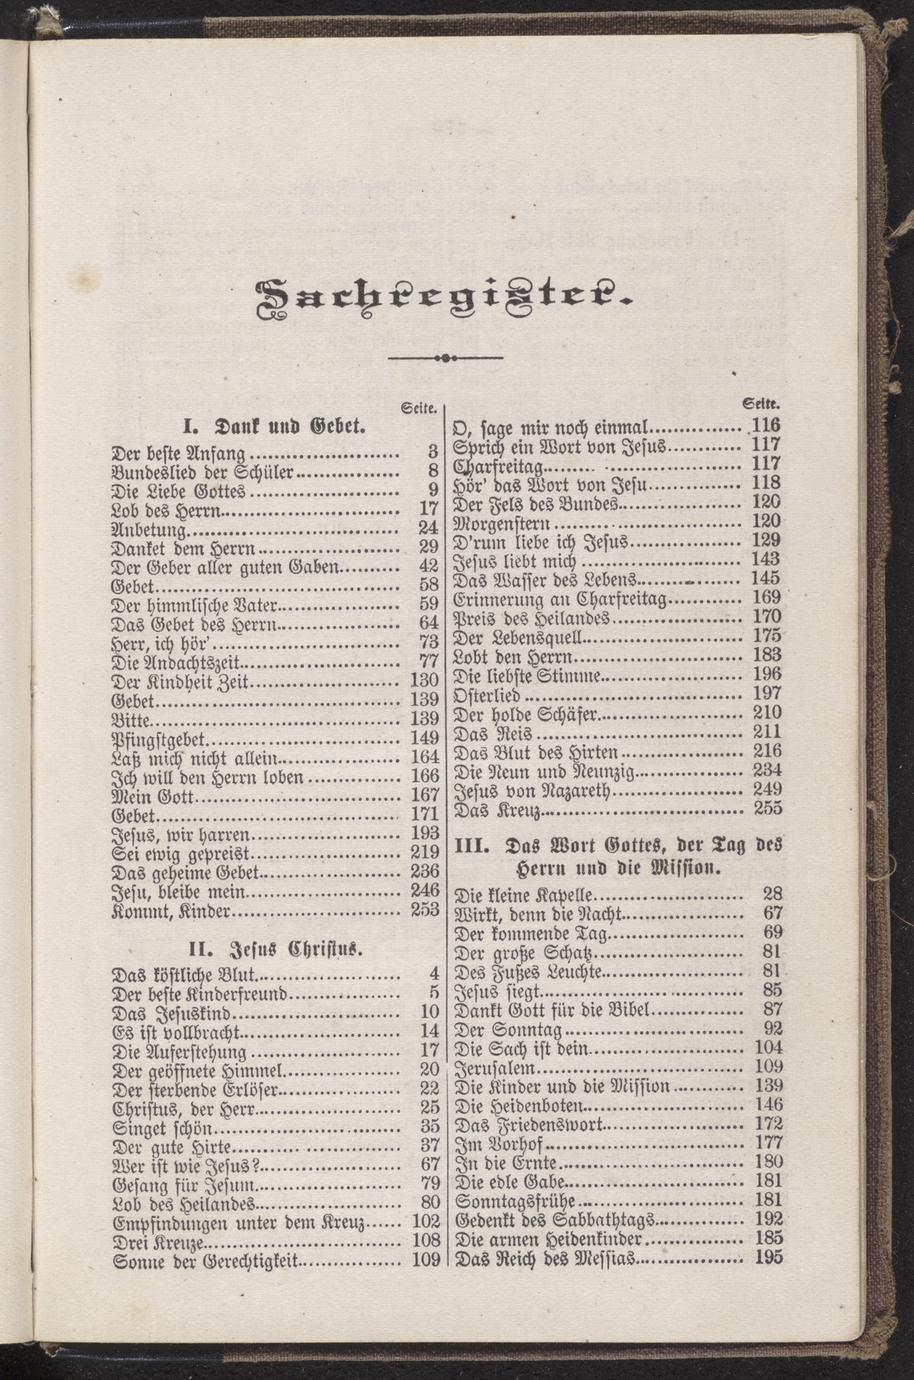 Sachregister.
Seite.
I. Dank und Gebet.
Der beste Anfang ........................ 3
Bundeslied der Schüler................ 8
Die Liebe Gottes ........................ 9
Lob des Herrn............................ 17
Anbetung.................................. 24
Danket dem Herrn ...................... 29
Der Geber aller guten Gaben.......... 42
Gebet....................................... 58
Der himmlische Vater................... 59
Das Gebet des Herrn.................... 64
Herr, ich hör'............................. 73
Die Andachtszeit......................... 77
Der Kindheit Zeit........................ 130
Gebet....................................... 139
Bitte........................................ 139
Pfingstgebet............................... 149
Laß mich nicht allein.................... 164
Ich will den Herrn loben ............... 166
Mein Gott................................. 167
Gebet....................................... 171
Jesus, wir harren......................... 193
Sei ewig gepreist......................... 219
Das geheime Gebet...................... 236
Jesu, bleibe mein......................... 246
Kommt, Kinder........................... 253
II. Jesus Christus.
Das köstliche Blut....................... 4
Der beste Kinderfreund................. 5
Das Jesuskind............................ 10
Es ist vollbracht.......................... 14
Die Auferstehung ........................ 17
Der geöffnete Himmel.................. 20
Der sterbende Erlöser................... 22
Christus, der Herr....................... 25
Singet schön.............................. 35
Der gute Hirte............................ 37
Wer ist wie Jesus?....................... 67
Gesang für Jesum....................... 79
Lob des Heilandes....................... 80
Empfindungen unter dem Kreuz...... 102
Drei Kreuze............................... 108
Sonne der Gerechtigkeit................ 109
Seite.
O, sage mir noch einmal............... 116
Sprich ein Wort von Jesus............ 117
Charfreitag................................ 117
Hör' das Wort von Jesu............... 118
Der Fels des Bundes................... 120
Morgenstern .............................. 120
D'rum liebe ich Jesus.................. 129
Jesus liebt mich ......................... 143
Das Wasser des Lebens................ 145
Erinnerung an Charfreitag............ 169
Preis des Heilandes..................... 170
Der Lebensquell.......................... 175
Lobt den Herrn........................... 183
Die liebste Stimme...................... 196
Osterlied .................................. 197
Der holde Schäfer....................... 210
Das Reis .................................. 211
Das Blut des Hirten .................... 216
Die Neun und Neunzig................. 234
Jesus von Nazareth..................... 249
Das Kreuz................................. 255
III. Das Wort Gottes, der Tag des
Herrn und die Mission.
Die kleine Kapelle....................... 28
Wirkt, denn die Nacht.................. 67
Der kommende Tag..................... 69
Der große Schatz........................ 81
Des Fußes Leuchte...................... 81
Jesus siegt................................. 85
Dankt Gott für die Bibel............... 87
Der Sonntag.............................. 92
Die Sach ist dein........................ 104
Jerusalem.................................. 109
Die Kinder und die Mission........... 139
Die Heidenboten......................... 146
Das Friedenswort........................ 172
Im Vorhof................................. 177
In die Ernte............................... 180
Die edle Gabe............................ 181
Sonntagsfrühe............................ 181
Gedenkt des Sabbathtags.............. 192
Die armen Heidenkinder............... 185
Das Reich des Messias................. 195